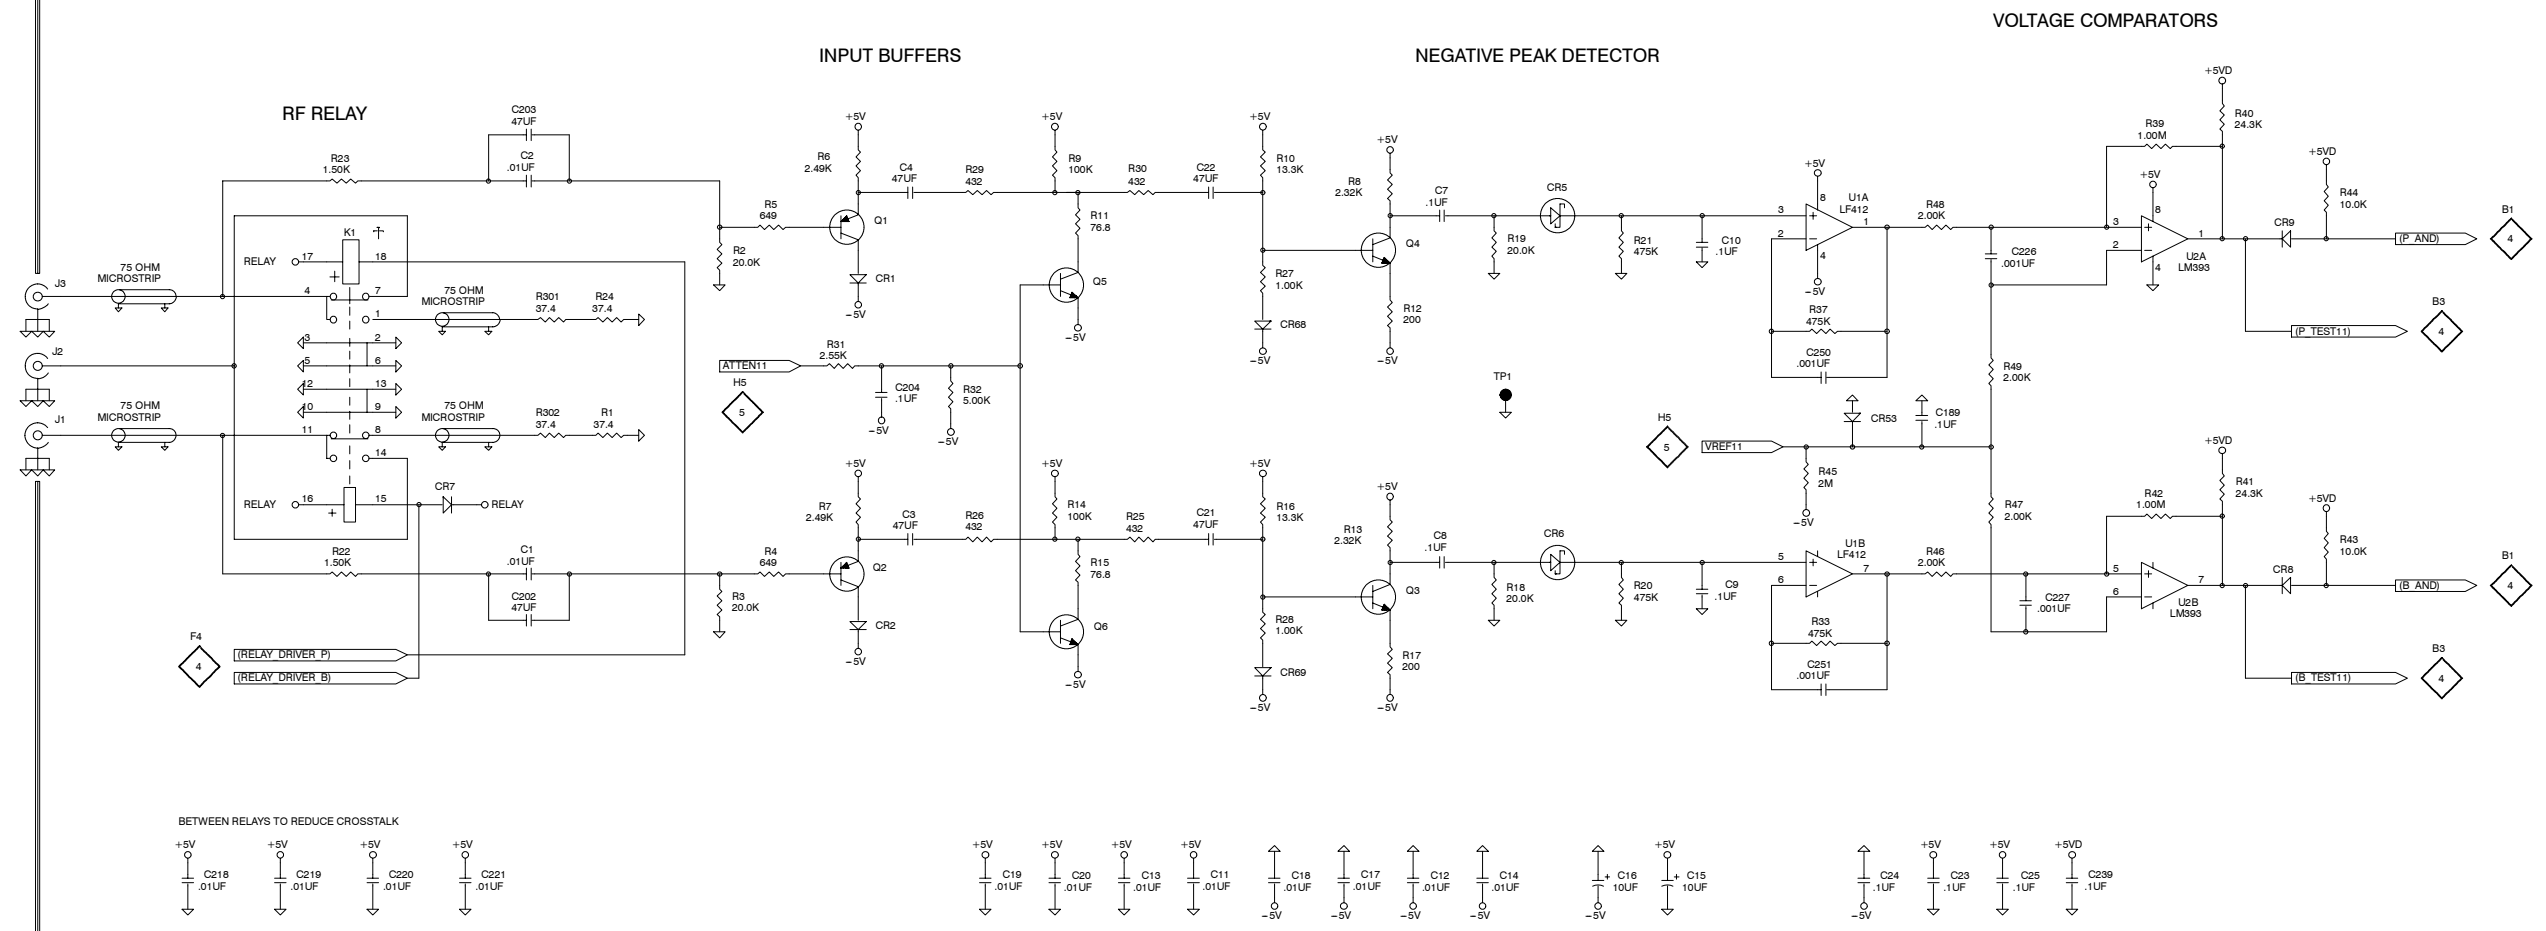 VOLTAGE COMPARATORS
INPUT BUFFERS
NEGATIVE PEAK DETECTOR
RF RELAY
C203
47UF
C2
.01UF
R23
1.50K
K1
RELAY
17
18
+
4
7
1
3
2
5
6
12
13
10
9
11
8
14
RELAY
16
15
+
CR7
RELAY
J3
J2
J1
75 OHM
MICROSTRIP
75 OHM
MICROSTRIP
R301
37.4
R24
37.4
75 OHM
MICROSTRIP
75 OHM
MICROSTRIP
R302
37.4
R1
37.4
R22
1.50K
C1
.01UF
C202
47UF
F4
4
(RELAY_DRIVER_P)
(RELAY_DRIVER_B)
R5
649
R2
20.0K
+5V
R6
2.49K
Q1
CR1
−5V
C4
47UF
R29
432
+5V
R9
100K
R11
76.8
Q5
−5V
R30
432
C22
47UF
+5V
R10
13.3K
R27
1.00K
CR68
−5V
ATTEN11
H5
5
R31
2.55K
C204
.1UF
−5V
R32
5.00K
−5V
R4
649
R3
20.0K
+5V
R7
2.49K
Q2
CR2
−5V
C3
47UF
R26
432
+5V
R14
100K
R15
76.8
Q6
−5V
R25
432
C21
47UF
+5V
R16
13.3K
R28
1.00K
CR69
−5V
+5V
R8
2.32K
Q4
R12
200
−5V
C7
.1UF
R19
20.0K
CR5
R21
475K
C10
.1UF
TP1
+5V
R13
2.32K
Q3
R17
200
−5V
C8
.1UF
R18
20.0K
CR6
R20
475K
C9
.1UF
+5V
8
U1A
LF412
3
+
2
−
1
4
−5V
R37
475K
C250
.001UF
R48
2.00K
C226
.001UF
R49
2.00K
H5
5
VREF11
R45
2M
−5V
CR53
C189
.1UF
R47
2.00K
U1B
LF412
5
+
6
−
7
R33
475K
C251
.001UF
R46
2.00K
C227
.001UF
+5VD
R40
24.3K
R39
1.00M
+5V
8
3
+
2
−
1
4
U2A
LM393
CR9
+5VD
R44
10.0K
(P_AND)
B1
4
B3
4
(P_TEST11)
+5VD
R41
24.3K
R42
1.00M
5
+
6
−
7
U2B
LM393
CR8
+5VD
R43
10.0K
(B_AND)
B1
4
B3
4
(B_TEST11)
BETWEEN RELAYS TO REDUCE CROSSTALK
+5V
C218
.01UF
+5V
C219
.01UF
+5V
C220
.01UF
+5V
C221
.01UF
+5V
C19
.01UF
+5V
C20
.01UF
+5V
C13
.01UF
+5V
C11
.01UF
C18
.01UF
−5V
C17
.01UF
−5V
C12
.01UF
−5V
C14
.01UF
−5V
+
C16
10UF
−5V
+5V
+
C15
10UF
C24
.1UF
−5V
+5V
C23
.1UF
+5V
C25
.1UF
+5VD
C239
.1UF